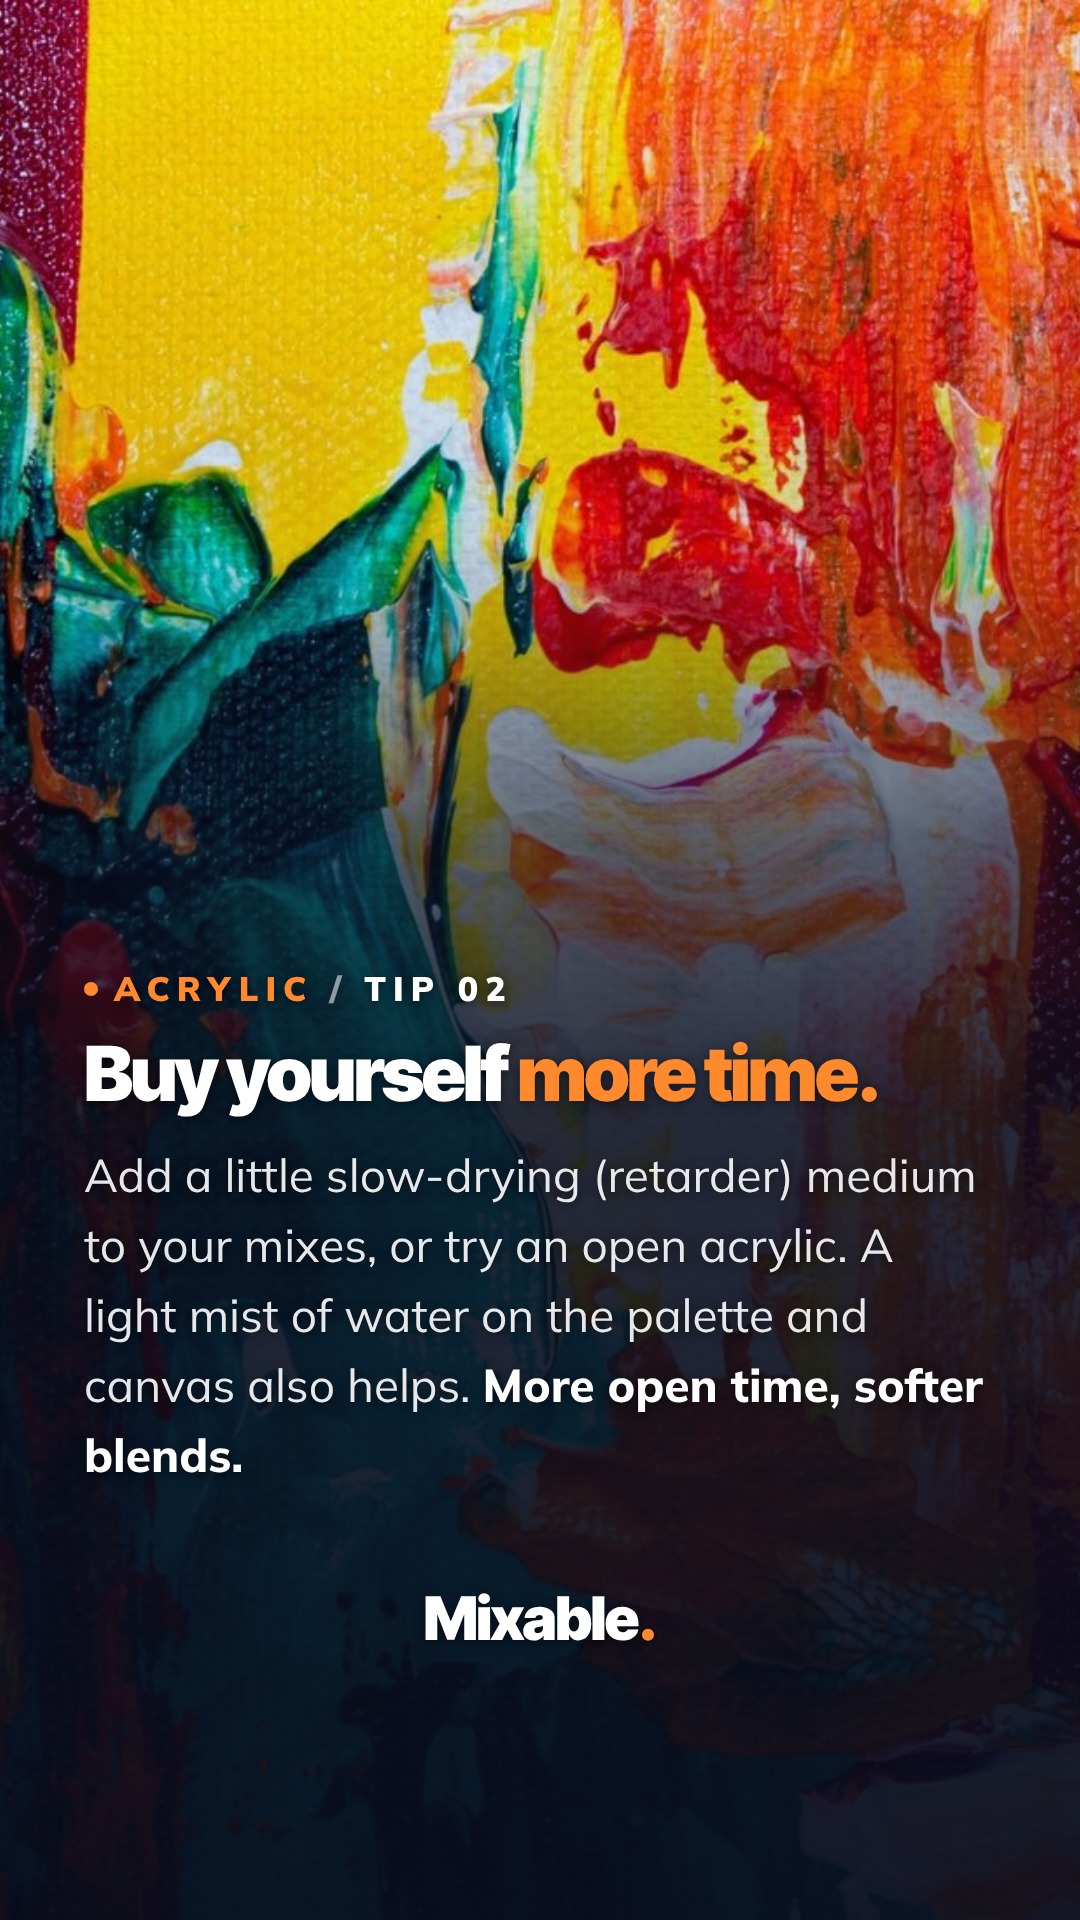 • ACRYLIC / TIP 02
Buy yourself more time.
Add a little slow-drying (retarder) medium
to your mixes, or try an open acrylic. A
light mist of water on the palette and
canvas also helps. More open time, softer
blends.
Mixable.